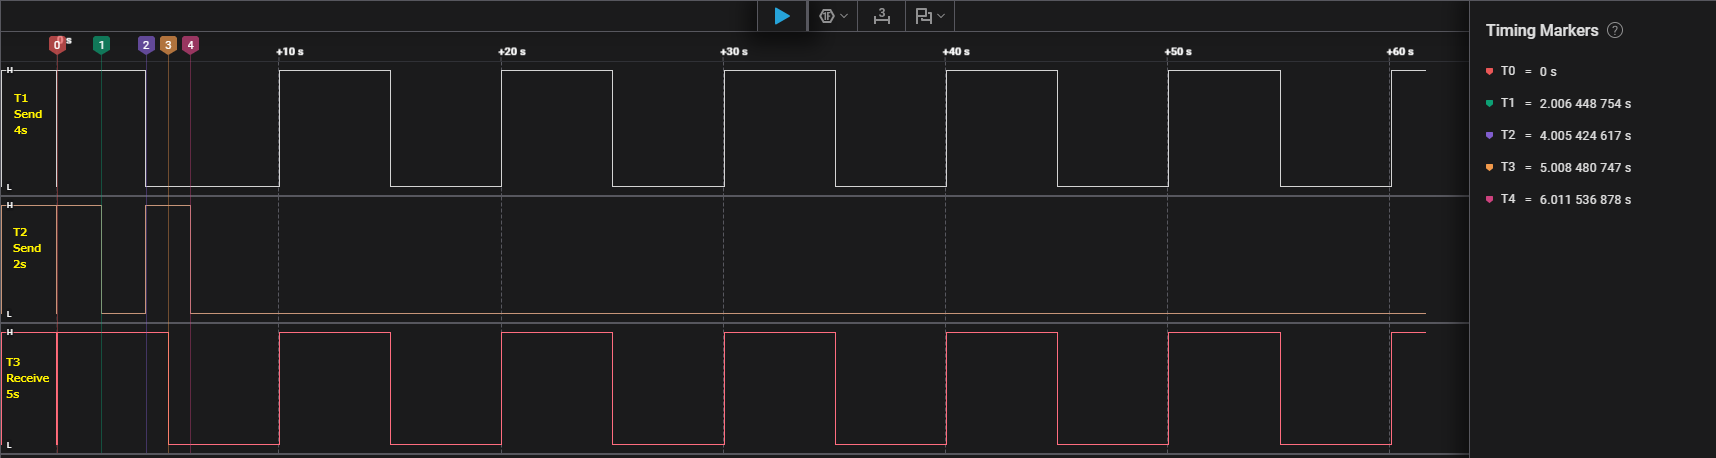 3
Timing Markers ?
0 s
0 1 2 3 4 +10 s +20 s +30 s +40 s +50 s +60 s
T0 = 0 s
T1 = 2.006 448 754 s
T2 = 4.005 424 617 s
T3 = 5.008 480 747 s
T4 = 6.011 536 878 s
H
T1
Send
4s
L
H
T2
Send
2s
L
H
T3
Receive
5s
L